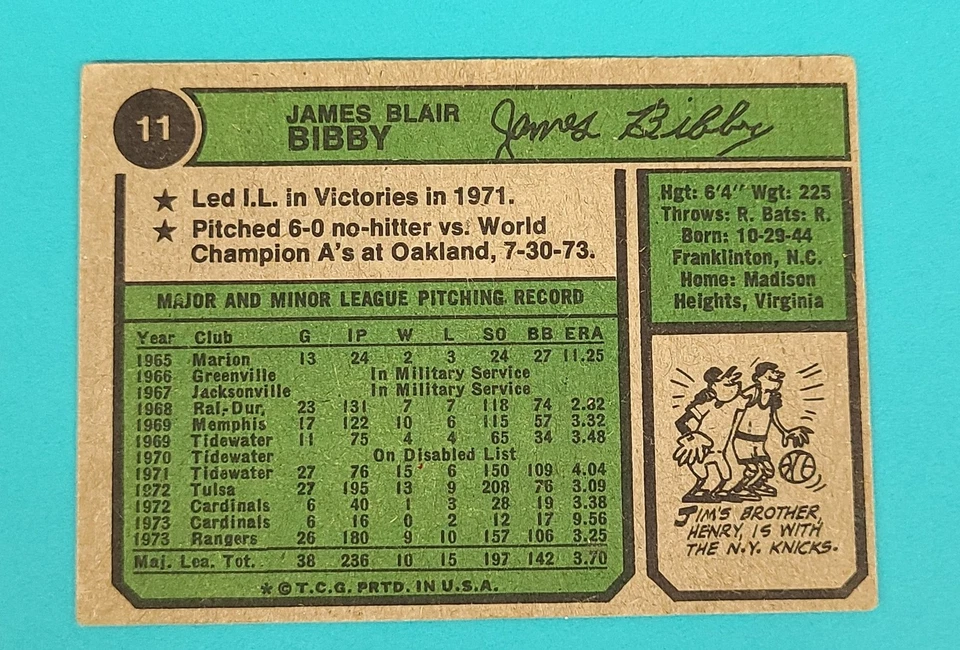 11
JAMES BLAIR
BIBBY
James Bibby
★ Led I.L. in Victories in 1971.
★ Pitched 6-0 no-hitter vs. World
Champion A's at Oakland, 7-30-73.
Hgt: 6'4" Wgt: 225
Throws: R. Bats: R.
Born: 10-29-44
Franklinton, N.C.
Home: Madison
Heights, Virginia
MAJOR AND MINOR LEAGUE PITCHING RECORD
Year Club G IP W L SO BB ERA
1965 Marion 13 24 2 3 24 27 11.25
1966 Greenville In Military Service
1967 Jacksonville In Military Service
1968 Ral.-Dur. 23 131 7 7 118 74 2.82
1969 Memphis 17 122 10 6 115 57 3.32
1969 Tidewater 11 75 4 4 65 34 3.48
1970 Tidewater On Disabled List
1971 Tidewater 27 76 15 6 150 109 4.04
1972 Tulsa 27 195 13 9 208 76 3.09
1972 Cardinals 6 40 1 3 28 19 3.38
1973 Cardinals 6 16 0 2 12 17 9.56
1973 Rangers 26 180 9 10 157 106 3.25
Maj. Lea. Tot. 38 236 10 15 197 142 3.70
* © T.C.G. PRTD. IN U.S.A.
JIM'S BROTHER,
HENRY, IS WITH
THE N.Y. KNICKS.